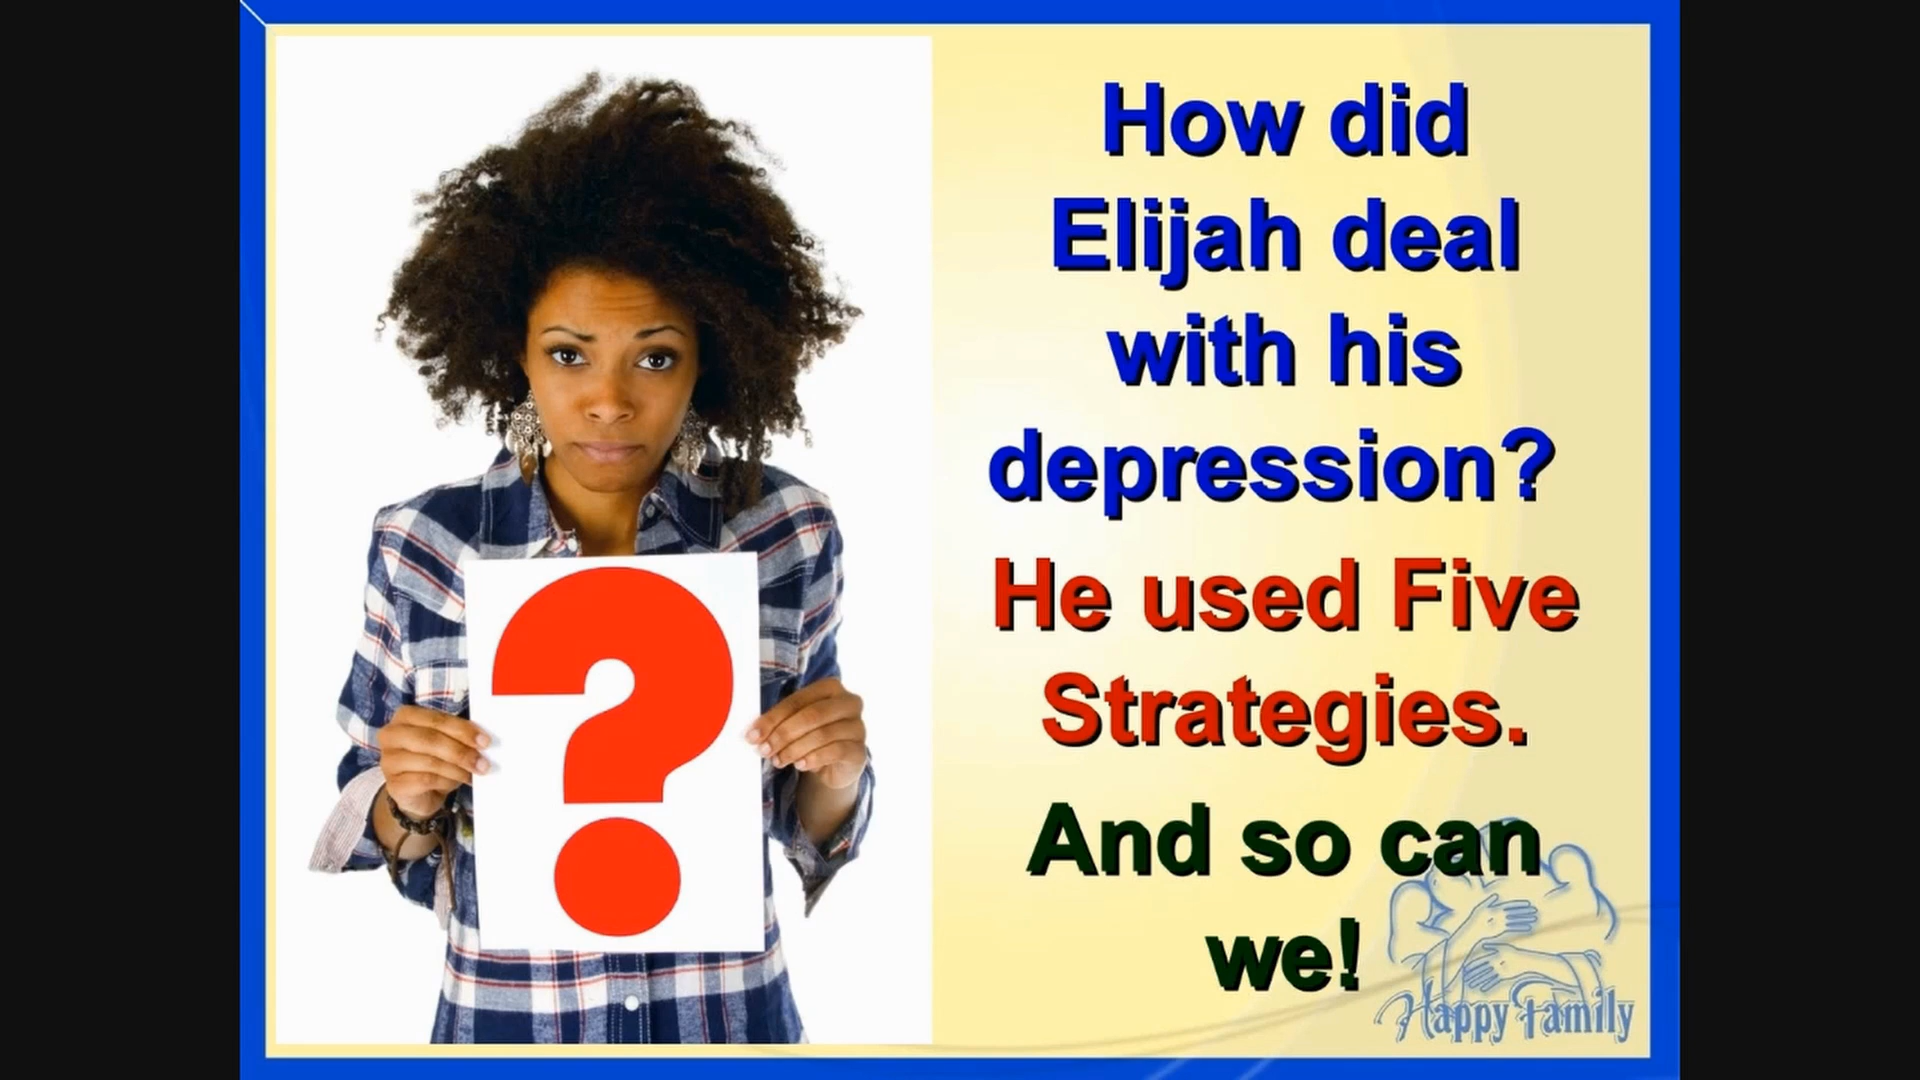 How did
Elijah deal
with his
depression?
He used Five
Strategies.
And so can
we!
?
Happy Family